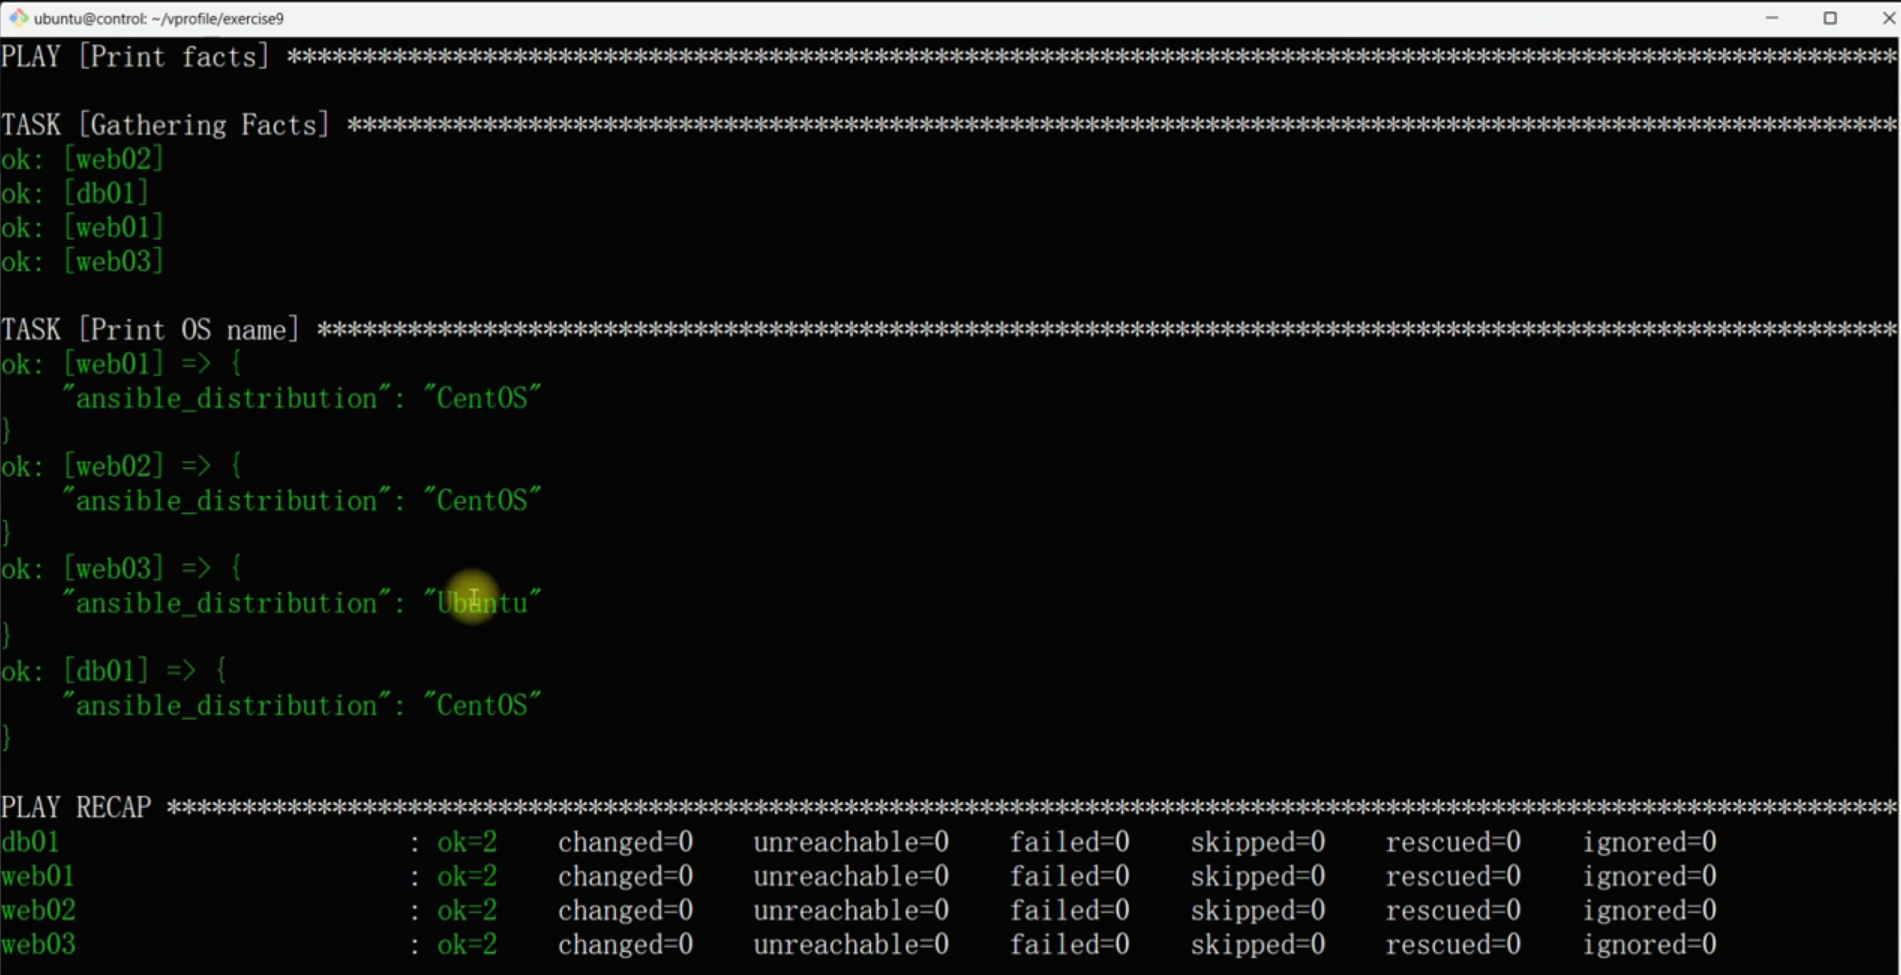 ubuntu@control: ~/vprofile/exercise9
PLAY [Print facts] ***********************************************************************************************************
TASK [Gathering Facts] *******************************************************************************************************
ok: [web02]
ok: [db01]
ok: [web01]
ok: [web03]
TASK [Print OS name] *********************************************************************************************************
ok: [web01] => {
    "ansible_distribution": "CentOS"
}
ok: [web02] => {
    "ansible_distribution": "CentOS"
}
ok: [web03] => {
    "ansible_distribution": "Ubuntu"
}
ok: [db01] => {
    "ansible_distribution": "CentOS"
}
PLAY RECAP *******************************************************************************************************************
db01                       : ok=2    changed=0    unreachable=0    failed=0    skipped=0    rescued=0    ignored=0
web01                      : ok=2    changed=0    unreachable=0    failed=0    skipped=0    rescued=0    ignored=0
web02                      : ok=2    changed=0    unreachable=0    failed=0    skipped=0    rescued=0    ignored=0
web03                      : ok=2    changed=0    unreachable=0    failed=0    skipped=0    rescued=0    ignored=0